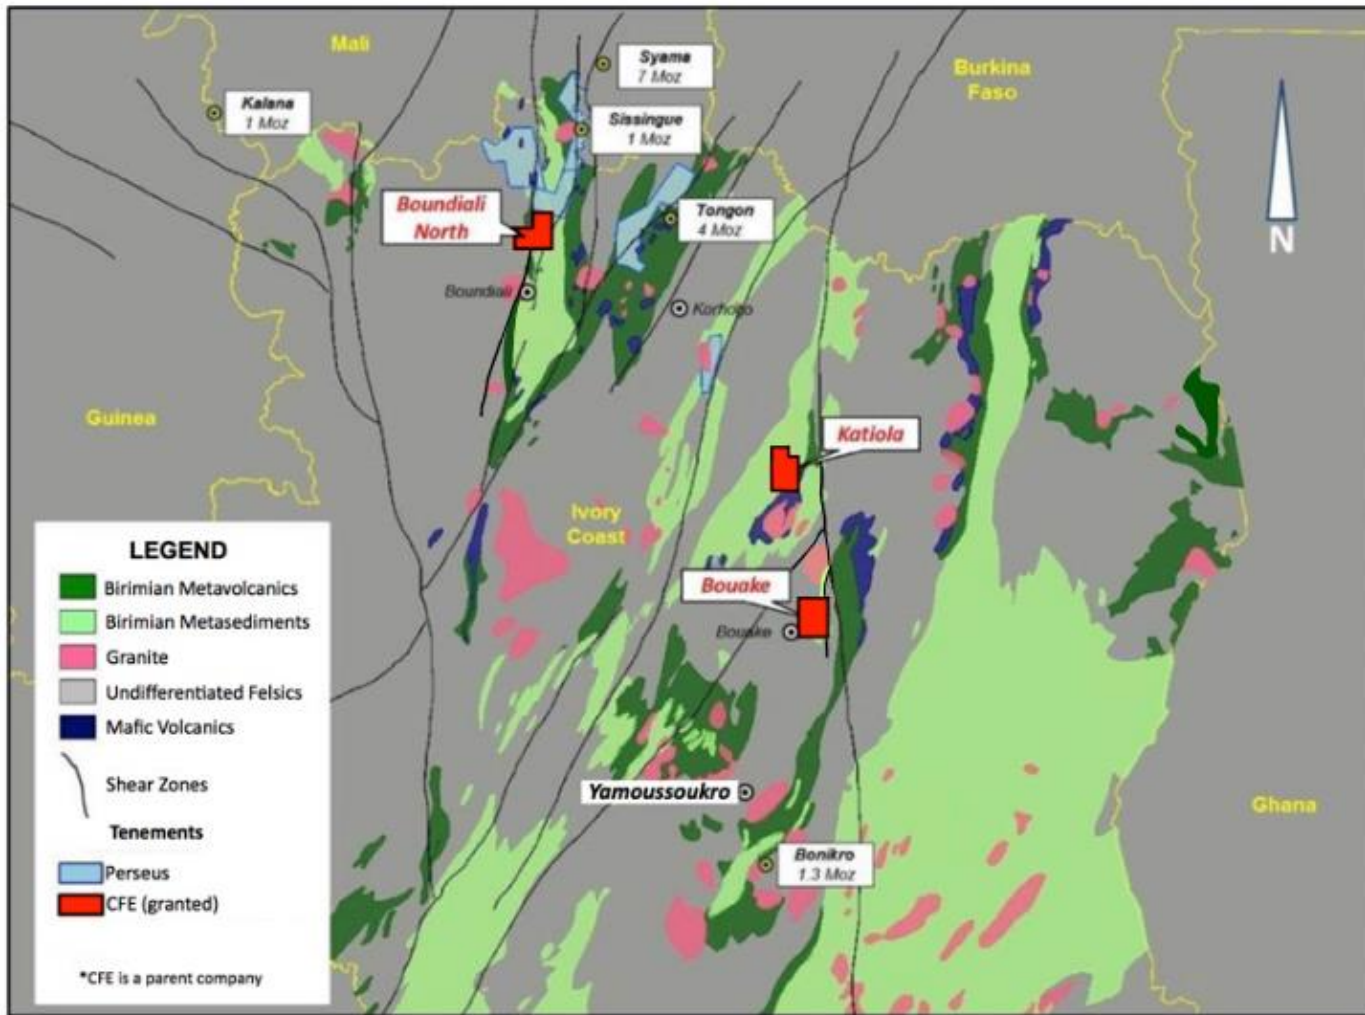 Mali
Syama
7 Moz
Burkina
Faso
Kalana
1 Moz
Sissingue
1 Moz
N
Boundiali
North
Tongon
4 Moz
Boundiali
Korhogo
Guinea
Katiola
Ivory
Coast
Bouake
Bouake
LEGEND
Birimian Metavolcanics
Birimian Metasediments
Granite
Undifferentiated Felsics
Mafic Volcanics
Shear Zones
Tenements
Perseus
CFE (granted)
*CFE is a parent company
Yamoussoukro
Ghana
Bonikro
1.3 Moz